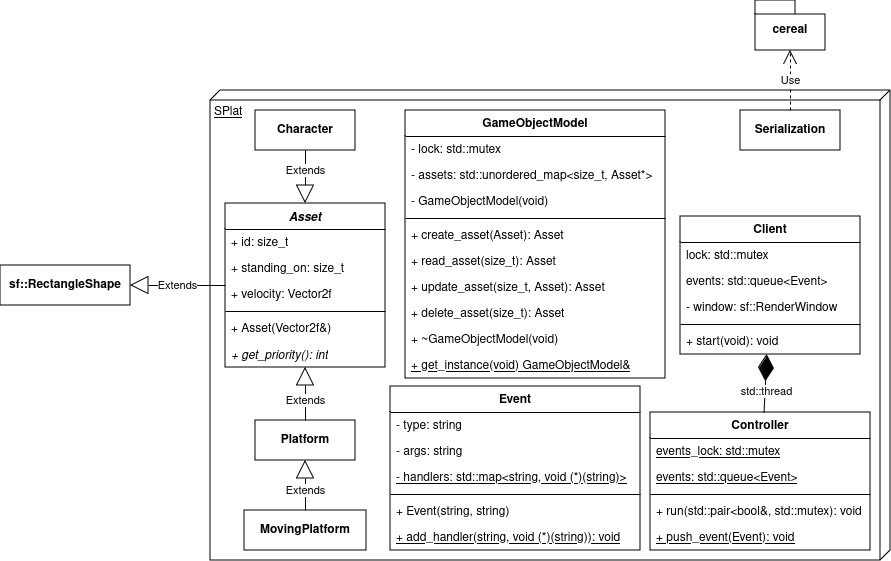 cereal
Use
SPlat
Character
Extends
Asset
+ id: size_t
+ standing_on: size_t
+ velocity: Vector2f
+ Asset(Vector2f&)
+ get_priority(): int
sf::RectangleShape
Extends
Extends
Platform
Extends
MovingPlatform
GameObjectModel
- lock: std::mutex
- assets: std::unordered_map<size_t, Asset*>
- GameObjectModel(void)
+ create_asset(Asset): Asset
+ read_asset(size_t): Asset
+ update_asset(size_t, Asset): Asset
+ delete_asset(size_t): Asset
+ ~GameObjectModel(void)
+ get_instance(void) GameObjectModel&
Event
- type: string
- args: string
- handlers: std::map<string, void (*)(string)>
+ Event(string, string)
+ add_handler(string, void (*)(string)): void
Serialization
Client
lock: std::mutex
events: std::queue<Event>
- window: sf::RenderWindow
+ start(void): void
std::thread
Controller
events_lock: std::mutex
events: std::queue<Event>
+ run(std::pair<bool&, std::mutex): void
+ push_event(Event): void